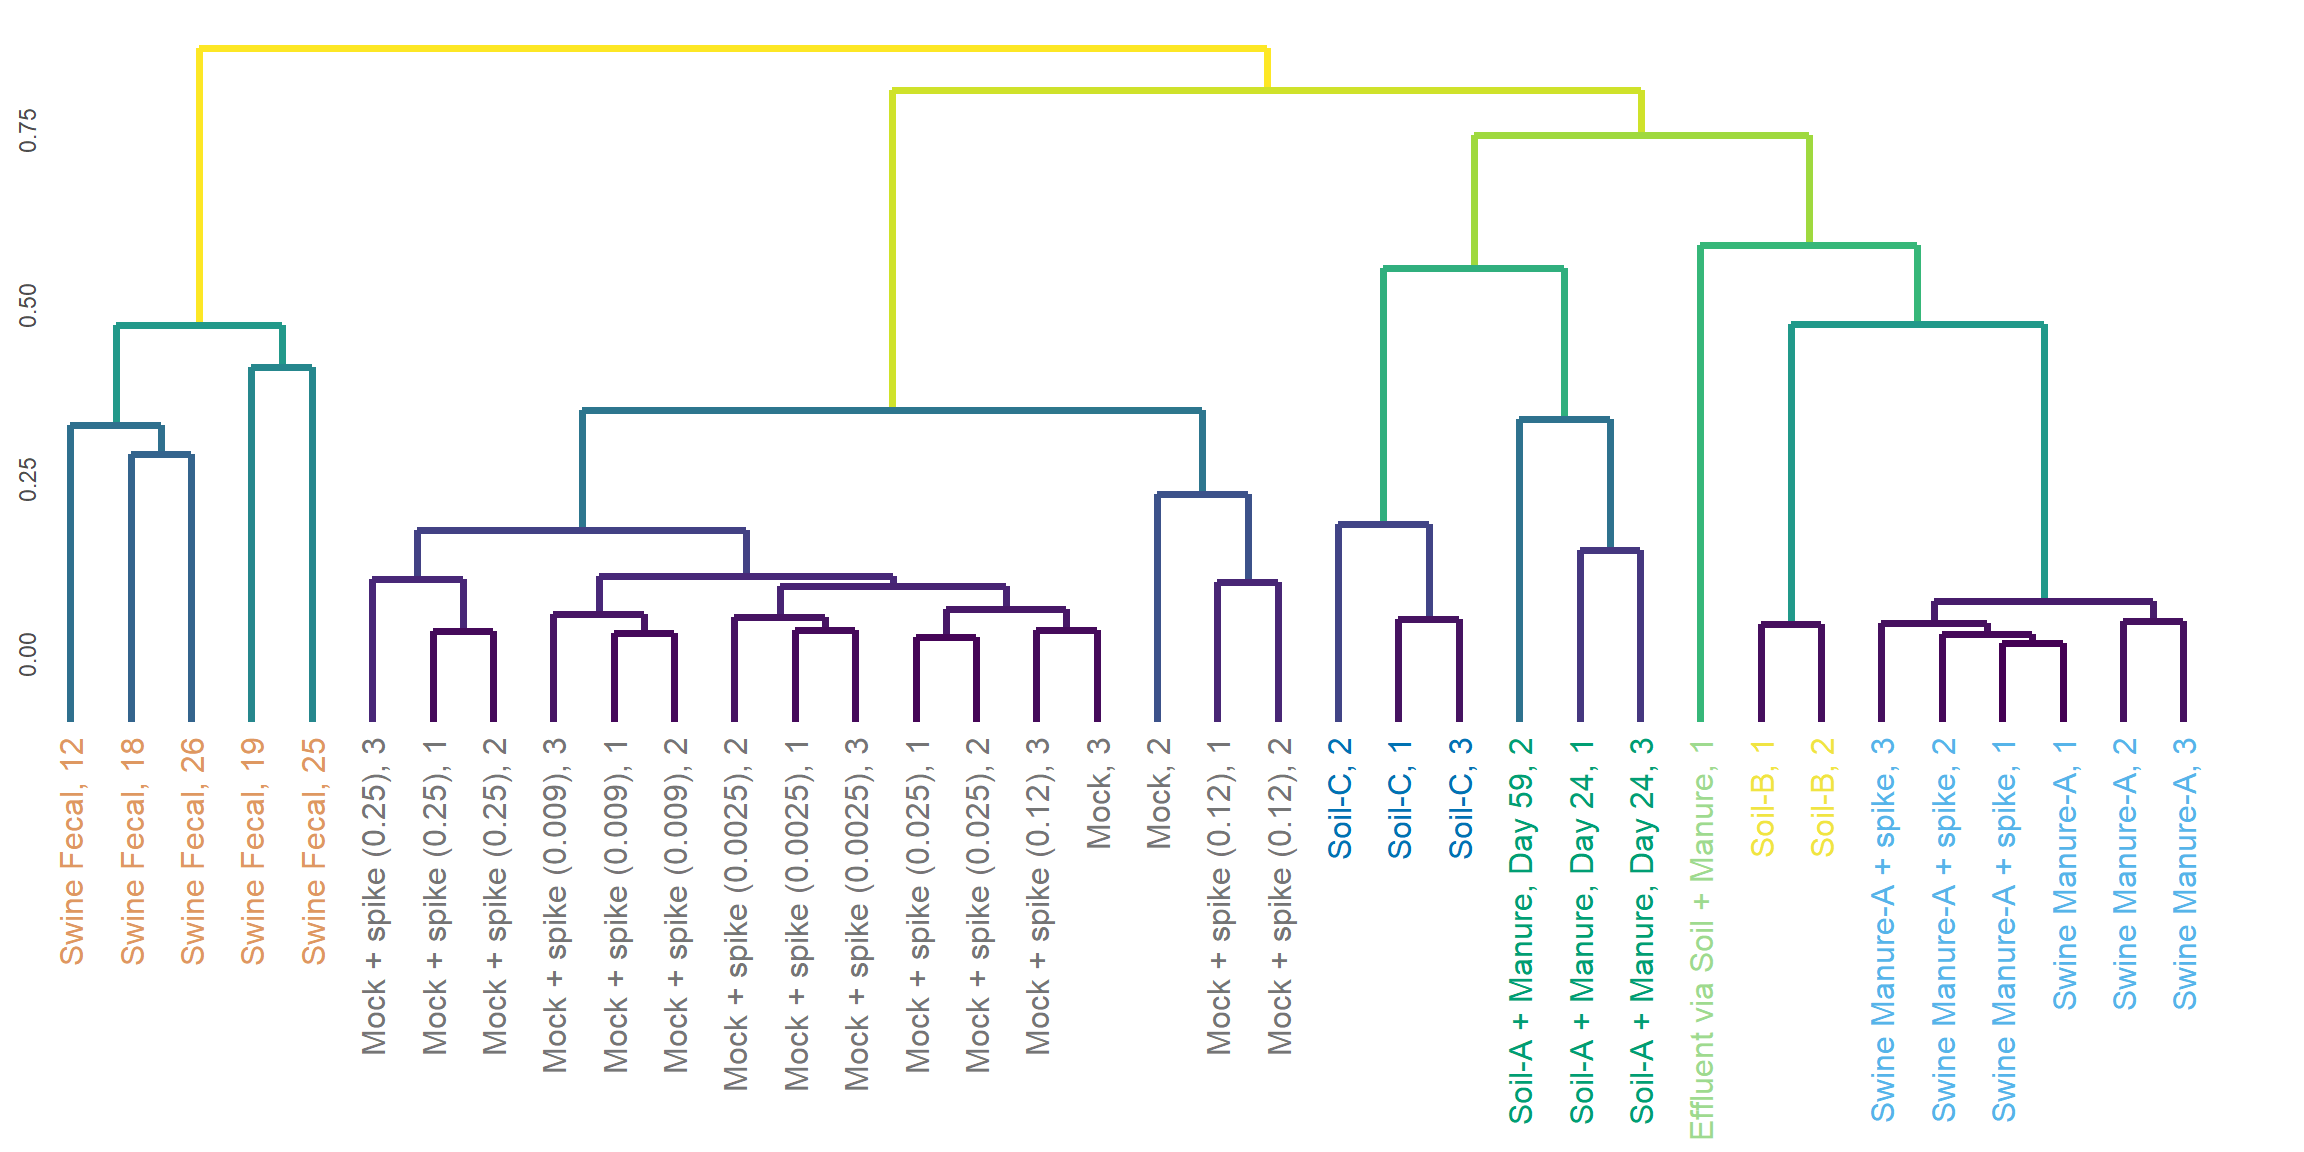 0.75
0.50
0.25
0.00
Swine Fecal, 12
Swine Fecal, 18
Swine Fecal, 26
Swine Fecal, 19
Swine Fecal, 25
Mock + spike (0.25), 3
Mock + spike (0.25), 1
Mock + spike (0.25), 2
Mock + spike (0.009), 3
Mock + spike (0.009), 1
Mock + spike (0.009), 2
Mock + spike (0.0025), 2
Mock + spike (0.0025), 1
Mock + spike (0.0025), 3
Mock + spike (0.025), 1
Mock + spike (0.025), 2
Mock + spike (0.12), 3
Mock, 3
Mock, 2
Mock + spike (0.12), 1
Mock + spike (0.12), 2
Soil-C, 2
Soil-C, 1
Soil-C, 3
Soil-A + Manure, Day 59, 2
Soil-A + Manure, Day 24, 1
Soil-A + Manure, Day 24, 3
Effluent via Soil + Manure, 1
Soil-B, 1
Soil-B, 2
Swine Manure-A + spike, 3
Swine Manure-A + spike, 2
Swine Manure-A + spike, 1
Swine Manure-A, 1
Swine Manure-A, 2
Swine Manure-A, 3